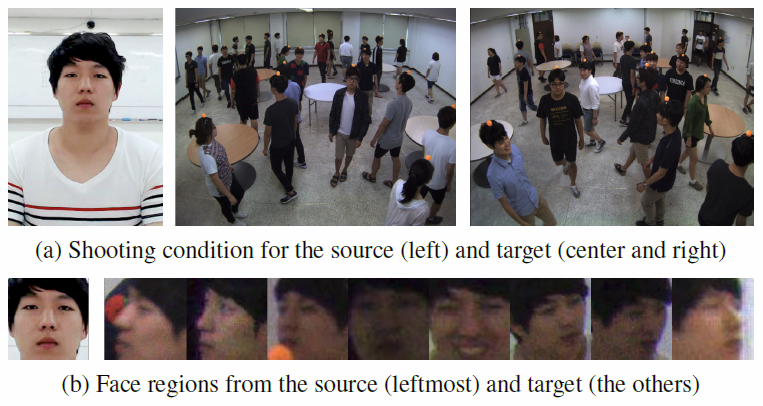 (a) Shooting condition for the source (left) and target (center and right)
(b) Face regions from the source (leftmost) and target (the others)